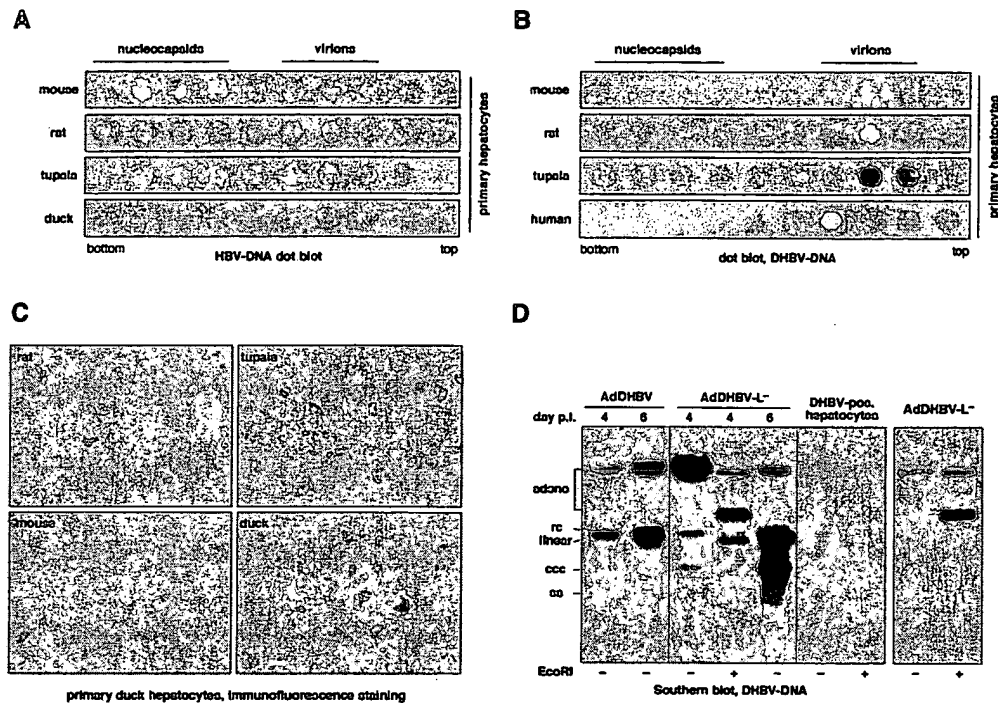 A
nucleocapsids virions
mouse
rat
tupaia
duck
primary hepatocytes
bottom top
HBV-DNA dot blot
B
nucleocapsids virions
mouse
rat
tupaia
human
primary hepatocytes
bottom top
dot blot, DHBV-DNA
C
rat tupaia
mouse duck
primary duck hepatocytes, immunofluorescence staining
D
AdDHBV AdDHBV-L⁻ DHBV-pos. hepatocytes AdDHBV-L⁻
day p.i. 4 6 4 4 6
adeno
rc
linear
ccc
ss
EcoRI - - - + - - + - +
Southern blot, DHBV-DNA